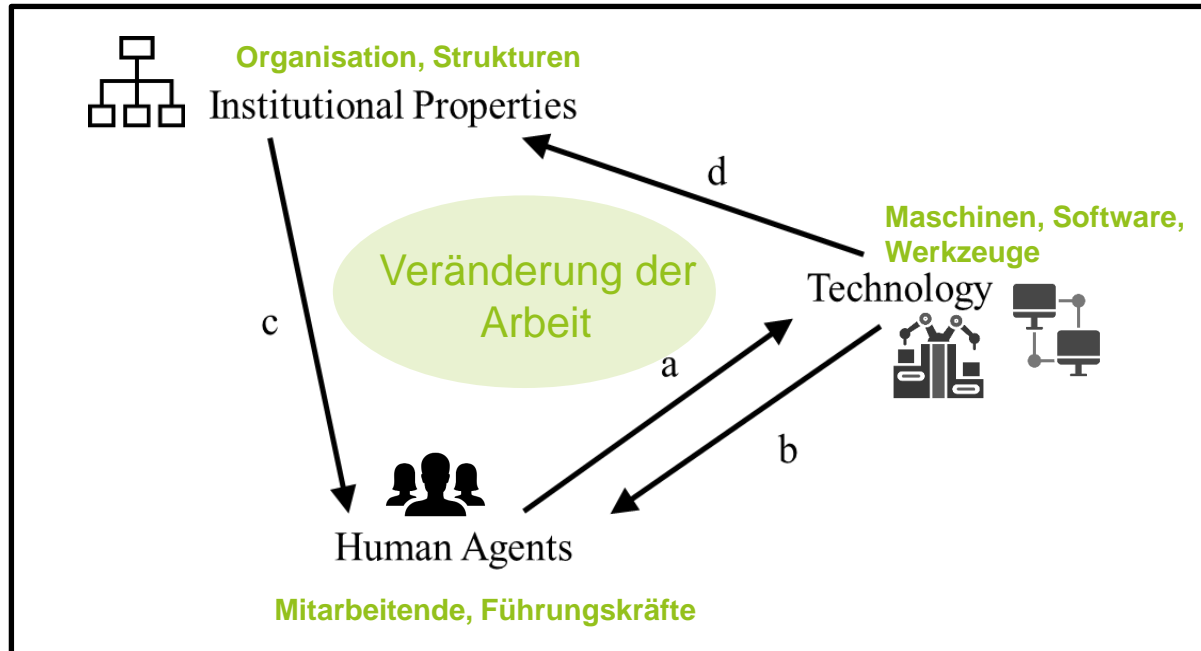 Organisation, Strukturen
Institutional Properties
d
Maschinen, Software,
Werkzeuge
Technology
Veränderung der
Arbeit
c
a
b
Human Agents
Mitarbeitende, Führungskräfte